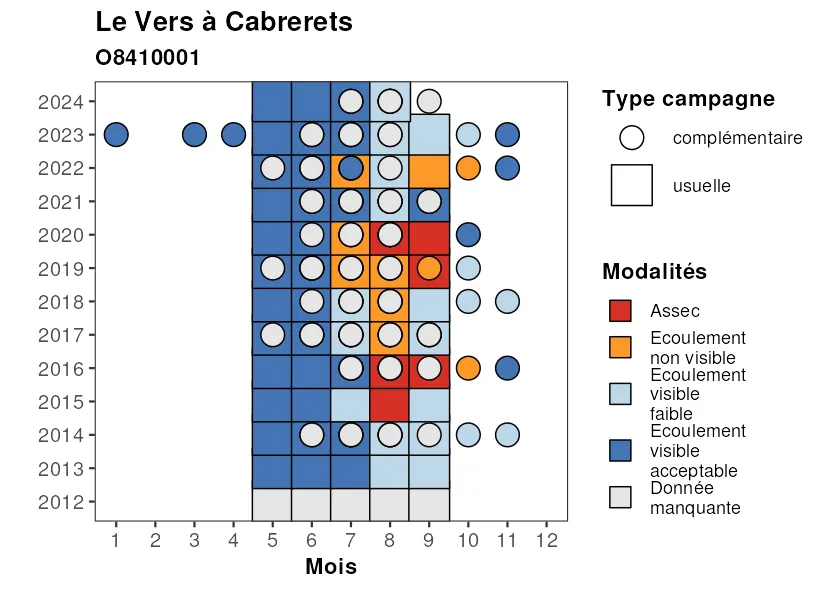 Le Vers à Cabrerets
O8410001
2024
2023
2022
2021
2020
2019
2018
2017
2016
2015
2014
2013
2012
1 2 3 4 5 6 7 8 9 10 11 12
Mois
Type campagne
complémentaire
usuelle
Modalités
Assec
Ecoulement
non visible
Ecoulement
visible
faible
Ecoulement
visible
acceptable
Donnée
manquante